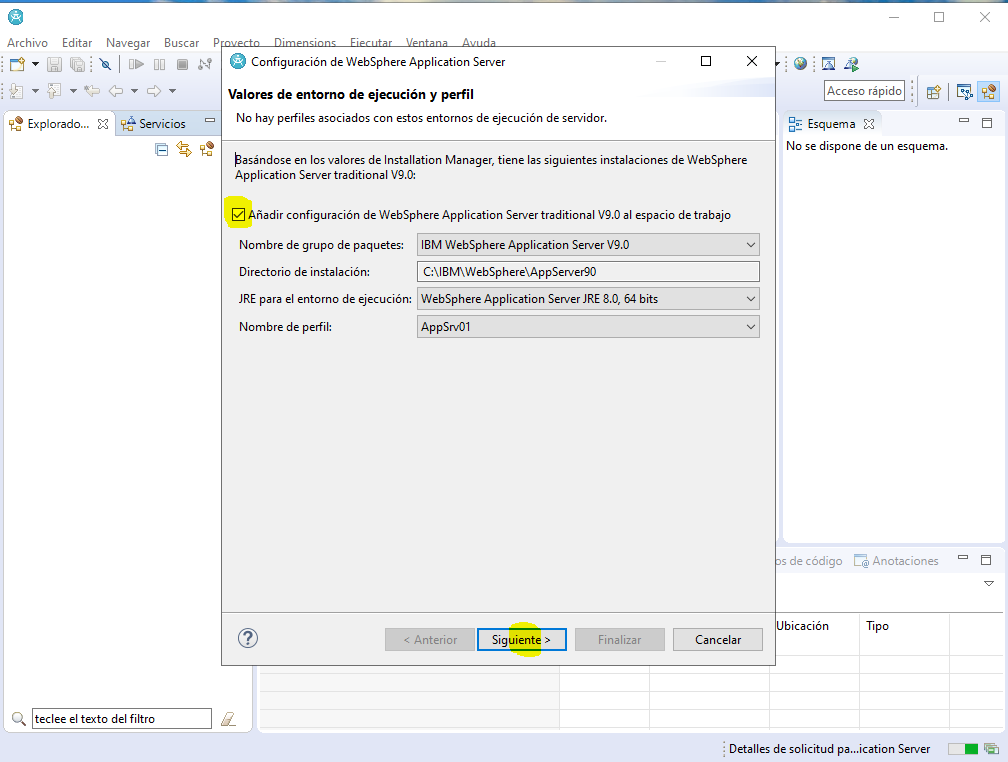 Archivo Editar Navegar Buscar Proyecto Dimensions Ejecutar Ventana Ayuda
Configuración de WebSphere Application Server
Valores de entorno de ejecución y perfil
No hay perfiles asociados con estos entornos de ejecución de servidor.
Acceso rápido
Explorado... Servicios
Esquema
No se dispone de un esquema.
Basándose en los valores de Installation Manager, tiene las siguientes instalaciones de WebSphere
Application Server traditional V9.0:
Añadir configuración de WebSphere Application Server traditional V9.0 al espacio de trabajo
Nombre de grupo de paquetes: IBM WebSphere Application Server V9.0
Directorio de instalación: C:\IBM\WebSphere\AppServer90
JRE para el entorno de ejecución: WebSphere Application Server JRE 8.0, 64 bits
Nombre de perfil: AppSrv01
os de código Anotaciones
Ubicación Tipo
? < Anterior Siguiente > Finalizar Cancelar
teclee el texto del filtro
Detalles de solicitud pa...ication Server